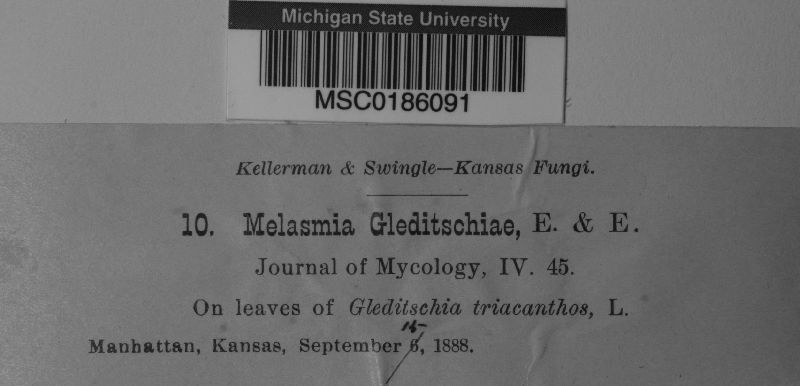 Michigan State University
MSC0186091
Kellerman & Swingle—Kansas Fungi.
10. Melasmia Gleditschiae, E. & E.
Journal of Mycology, IV. 45.
On leaves of Gleditschia triacanthos, L.
15
Manhattan, Kansas, September 6, 1888.